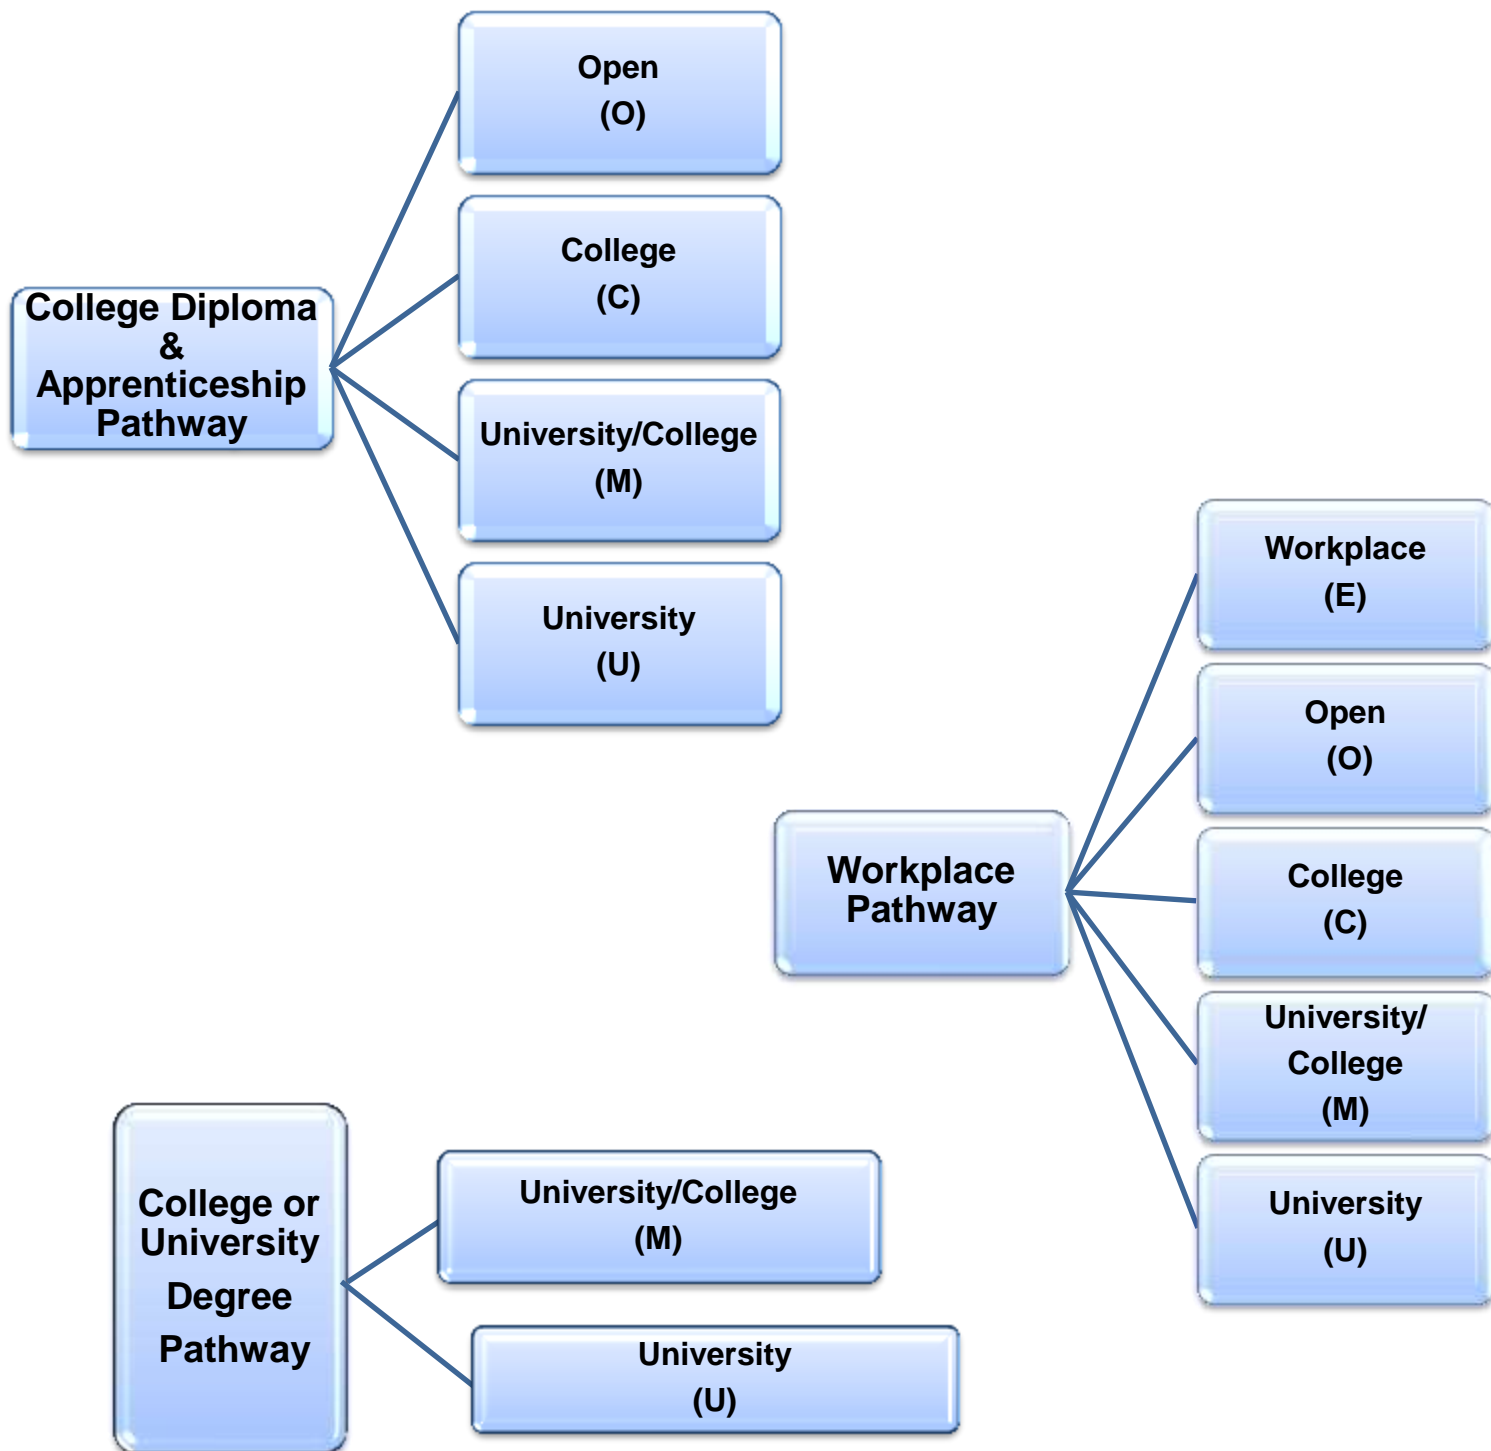 College Diploma
&
Apprenticeship
Pathway
Open
(O)
College
(C)
University/College
(M)
University
(U)
Workplace
Pathway
Workplace
(E)
Open
(O)
College
(C)
University/
College
(M)
University
(U)
College or
University
Degree
Pathway
University/College
(M)
University
(U)